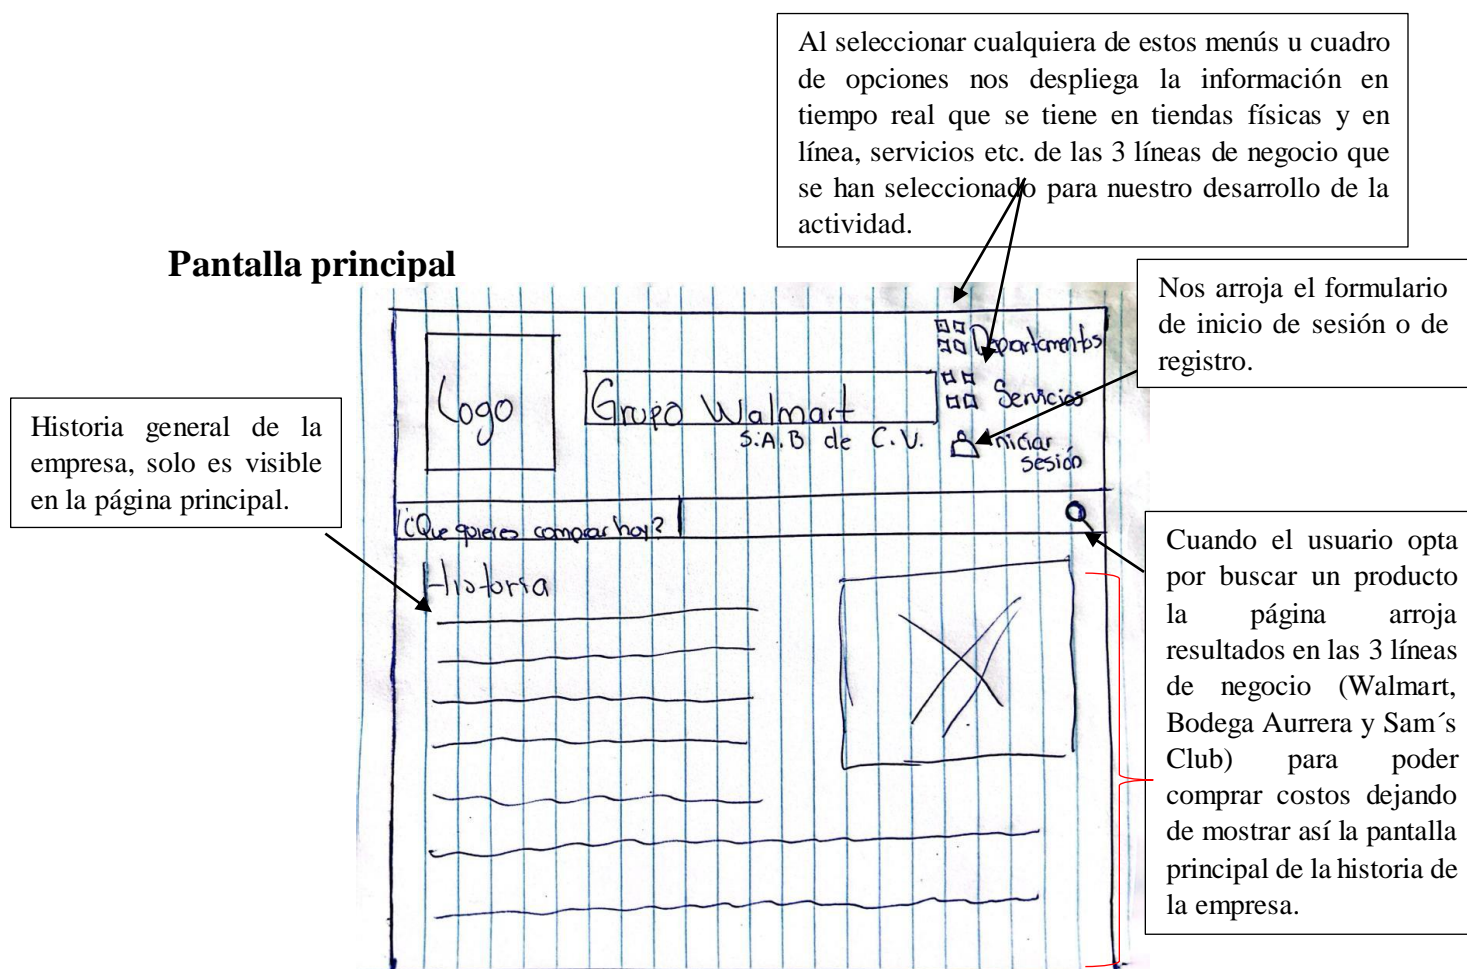 Al seleccionar cualquiera de estos menús u cuadro
de opciones nos despliega la información en
tiempo real que se tiene en tiendas físicas y en
línea, servicios etc. de las 3 líneas de negocio que
se han seleccionado para nuestro desarrollo de la
actividad.
Pantalla principal
Nos arroja el formulario
de inicio de sesión o de
registro.
Departamentos
Servicios
Iniciar
sesión
Logo
Grupo Walmart
S.A.B de C.V.
Historia general de la
empresa, solo es visible
en la página principal.
¿Que quieres comprar hoy?
Historia
Cuando el usuario opta
por buscar un producto
la página arroja
resultados en las 3 líneas
de negocio (Walmart,
Bodega Aurrera y Sam´s
Club) para poder
comprar costos dejando
de mostrar así la pantalla
principal de la historia de
la empresa.